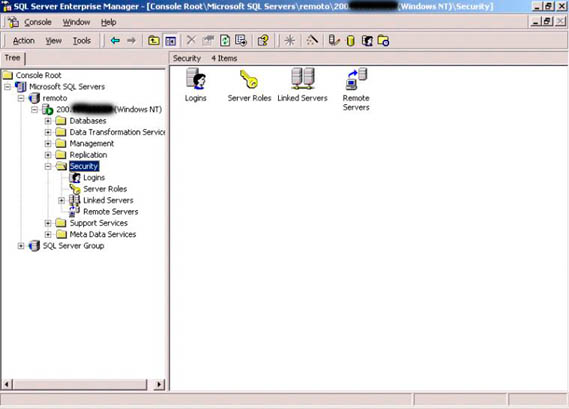 SQL Server Enterprise Manager - [Console Root\Microsoft SQL Servers\remoto\200 (Windows NT)\Security]
Console Window Help
Action View Tools
Tree
Security 4 Items
Console Root
Microsoft SQL Servers
remoto
200 (Windows NT)
Databases
Data Transformation Service
Management
Replication
Security
Logins
Server Roles
Linked Servers
Remote Servers
Support Services
Meta Data Services
SQL Server Group
Logins
Server Roles
Linked Servers
Remote
Servers